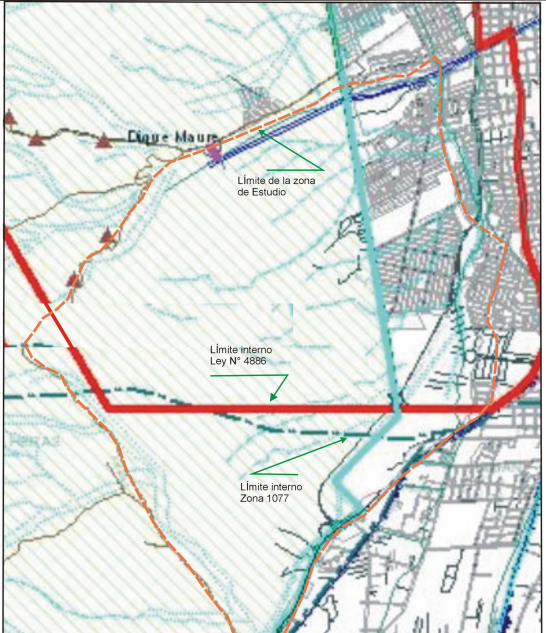 Dique Maure
Límite de la zona
de Estudio
Límite interno
Ley N° 4886
Límite interno
Zona 1077